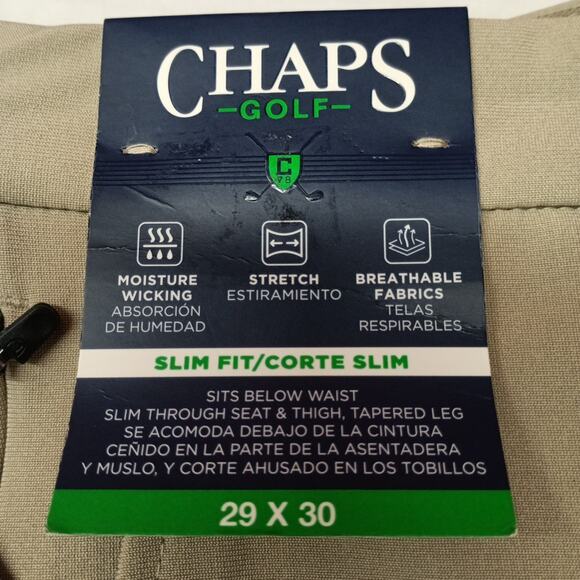 CHAPS
GOLF
C
78
MOISTURE
WICKING
ABSORCIÓN
DE HUMEDAD
STRETCH
ESTIRAMIENTO
BREATHABLE
FABRICS
TELAS
RESPIRABLES
SLIM FIT/CORTE SLIM
SITS BELOW WAIST
SLIM THROUGH SEAT & THIGH, TAPERED LEG
SE ACOMODA DEBAJO DE LA CINTURA
CEÑIDO EN LA PARTE DE LA ASENTADERA
Y MUSLO, Y CORTE AHUSADO EN LOS TOBILLOS
29 X 30